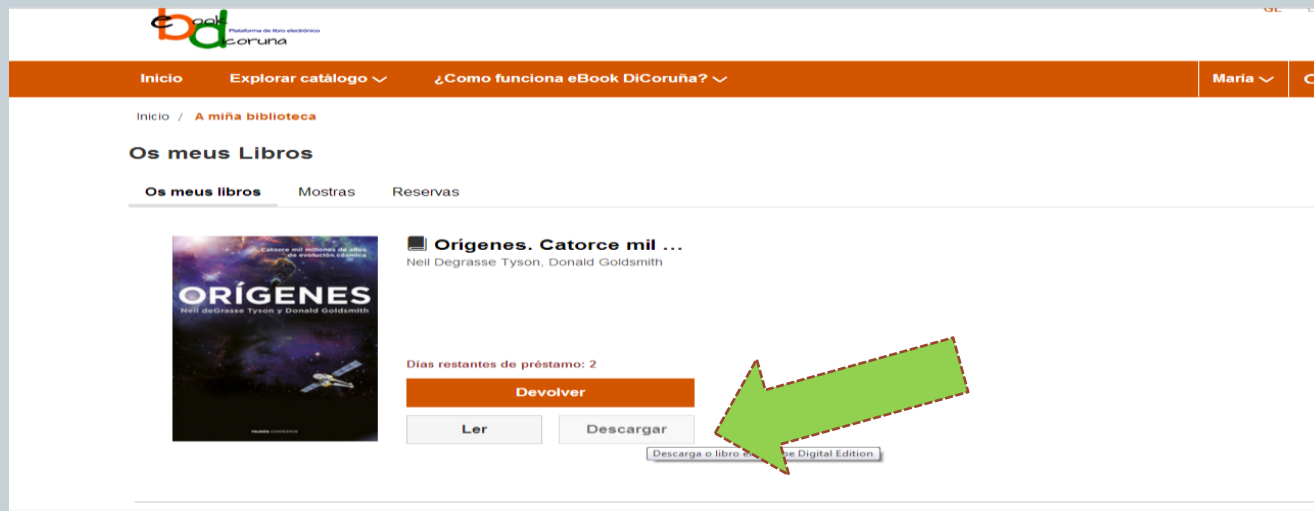 GL
eBook
Plataforma de libro electrónico
dicoruna
Inicio Explorar catálogo ¿Como funciona eBook DiCoruña? María
Inicio / A miña biblioteca
Os meus Libros
Os meus libros Mostras Reservas
Catorce mil millones de años
de evolución cósmica
ORÍGENES
Neil deGrasse Tyson y Donald Goldsmith
Orígenes. Catorce mil ...
Neil Degrasse Tyson, Donald Goldsmith
Días restantes de préstamo: 2
Devolver
Ler Descargar
Descarga o libro Digital Edition